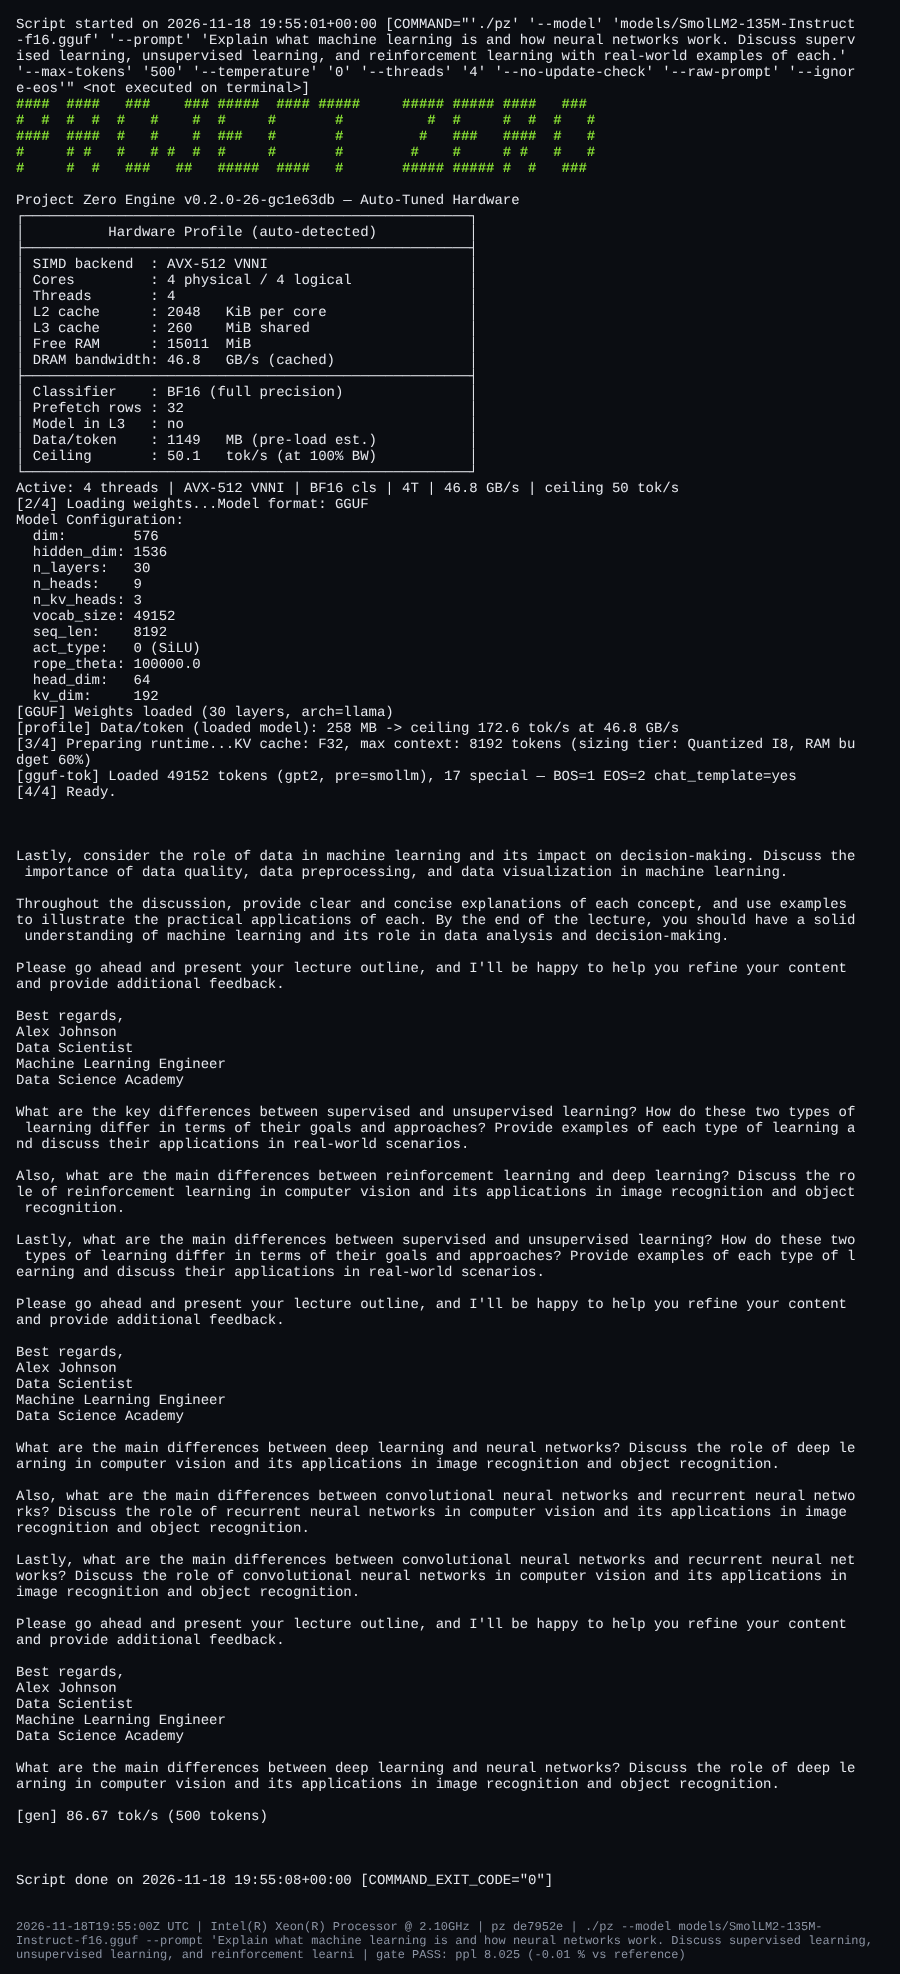 Script started on 2026-11-18 19:55:01+00:00 [COMMAND="'./pz' '--model' 'models/SmolLM2-135M-Instruct
-f16.gguf' '--prompt' 'Explain what machine learning is and how neural networks work. Discuss superv
ised learning, unsupervised learning, and reinforcement learning with real-world examples of each.'
'--max-tokens' '500' '--temperature' '0' '--threads' '4' '--no-update-check' '--raw-prompt' '--ignor
e-eos'" <not executed on terminal>]
PROJECT ZERO
Project Zero Engine v0.2.0-26-gc1e63db — Auto-Tuned Hardware
Hardware Profile (auto-detected)
SIMD backend  : AVX-512 VNNI
Cores         : 4 physical / 4 logical
Threads       : 4
L2 cache      : 2048   KiB per core
L3 cache      : 260    MiB shared
Free RAM      : 15011  MiB
DRAM bandwidth: 46.8   GB/s (cached)
Classifier    : BF16 (full precision)
Prefetch rows : 32
Model in L3   : no
Data/token    : 1149   MB (pre-load est.)
Ceiling       : 50.1   tok/s (at 100% BW)
Active: 4 threads | AVX-512 VNNI | BF16 cls | 4T | 46.8 GB/s | ceiling 50 tok/s
[2/4] Loading weights...Model format: GGUF
Model Configuration:
  dim:        576
  hidden_dim: 1536
  n_layers:   30
  n_heads:    9
  n_kv_heads: 3
  vocab_size: 49152
  seq_len:    8192
  act_type:   0 (SiLU)
  rope_theta: 100000.0
  head_dim:   64
  kv_dim:     192
[GGUF] Weights loaded (30 layers, arch=llama)
[profile] Data/token (loaded model): 258 MB -> ceiling 172.6 tok/s at 46.8 GB/s
[3/4] Preparing runtime...KV cache: F32, max context: 8192 tokens (sizing tier: Quantized I8, RAM bu
dget 60%)
[gguf-tok] Loaded 49152 tokens (gpt2, pre=smollm), 17 special — BOS=1 EOS=2 chat_template=yes
[4/4] Ready.
Lastly, consider the role of data in machine learning and its impact on decision-making. Discuss the
 importance of data quality, data preprocessing, and data visualization in machine learning.
Throughout the discussion, provide clear and concise explanations of each concept, and use examples
to illustrate the practical applications of each. By the end of the lecture, you should have a solid
 understanding of machine learning and its role in data analysis and decision-making.
Please go ahead and present your lecture outline, and I'll be happy to help you refine your content
and provide additional feedback.
Best regards,
Alex Johnson
Data Scientist
Machine Learning Engineer
Data Science Academy
What are the key differences between supervised and unsupervised learning? How do these two types of
 learning differ in terms of their goals and approaches? Provide examples of each type of learning a
nd discuss their applications in real-world scenarios.
Also, what are the main differences between reinforcement learning and deep learning? Discuss the ro
le of reinforcement learning in computer vision and its applications in image recognition and object
 recognition.
Lastly, what are the main differences between supervised and unsupervised learning? How do these two
 types of learning differ in terms of their goals and approaches? Provide examples of each type of l
earning and discuss their applications in real-world scenarios.
Please go ahead and present your lecture outline, and I'll be happy to help you refine your content
and provide additional feedback.
Best regards,
Alex Johnson
Data Scientist
Machine Learning Engineer
Data Science Academy
What are the main differences between deep learning and neural networks? Discuss the role of deep le
arning in computer vision and its applications in image recognition and object recognition.
Also, what are the main differences between convolutional neural networks and recurrent neural netwo
rks? Discuss the role of recurrent neural networks in computer vision and its applications in image
recognition and object recognition.
Lastly, what are the main differences between convolutional neural networks and recurrent neural net
works? Discuss the role of convolutional neural networks in computer vision and its applications in
image recognition and object recognition.
Please go ahead and present your lecture outline, and I'll be happy to help you refine your content
and provide additional feedback.
Best regards,
Alex Johnson
Data Scientist
Machine Learning Engineer
Data Science Academy
What are the main differences between deep learning and neural networks? Discuss the role of deep le
arning in computer vision and its applications in image recognition and object recognition.
[gen] 86.67 tok/s (500 tokens)
Script done on 2026-11-18 19:55:08+00:00 [COMMAND_EXIT_CODE="0"]
2026-11-18T19:55:00Z UTC | Intel(R) Xeon(R) Processor @ 2.10GHz | pz de7952e | ./pz --model models/SmolLM2-135M-
Instruct-f16.gguf --prompt 'Explain what machine learning is and how neural networks work. Discuss supervised learning,
unsupervised learning, and reinforcement learni | gate PASS: ppl 8.025 (-0.01 % vs reference)